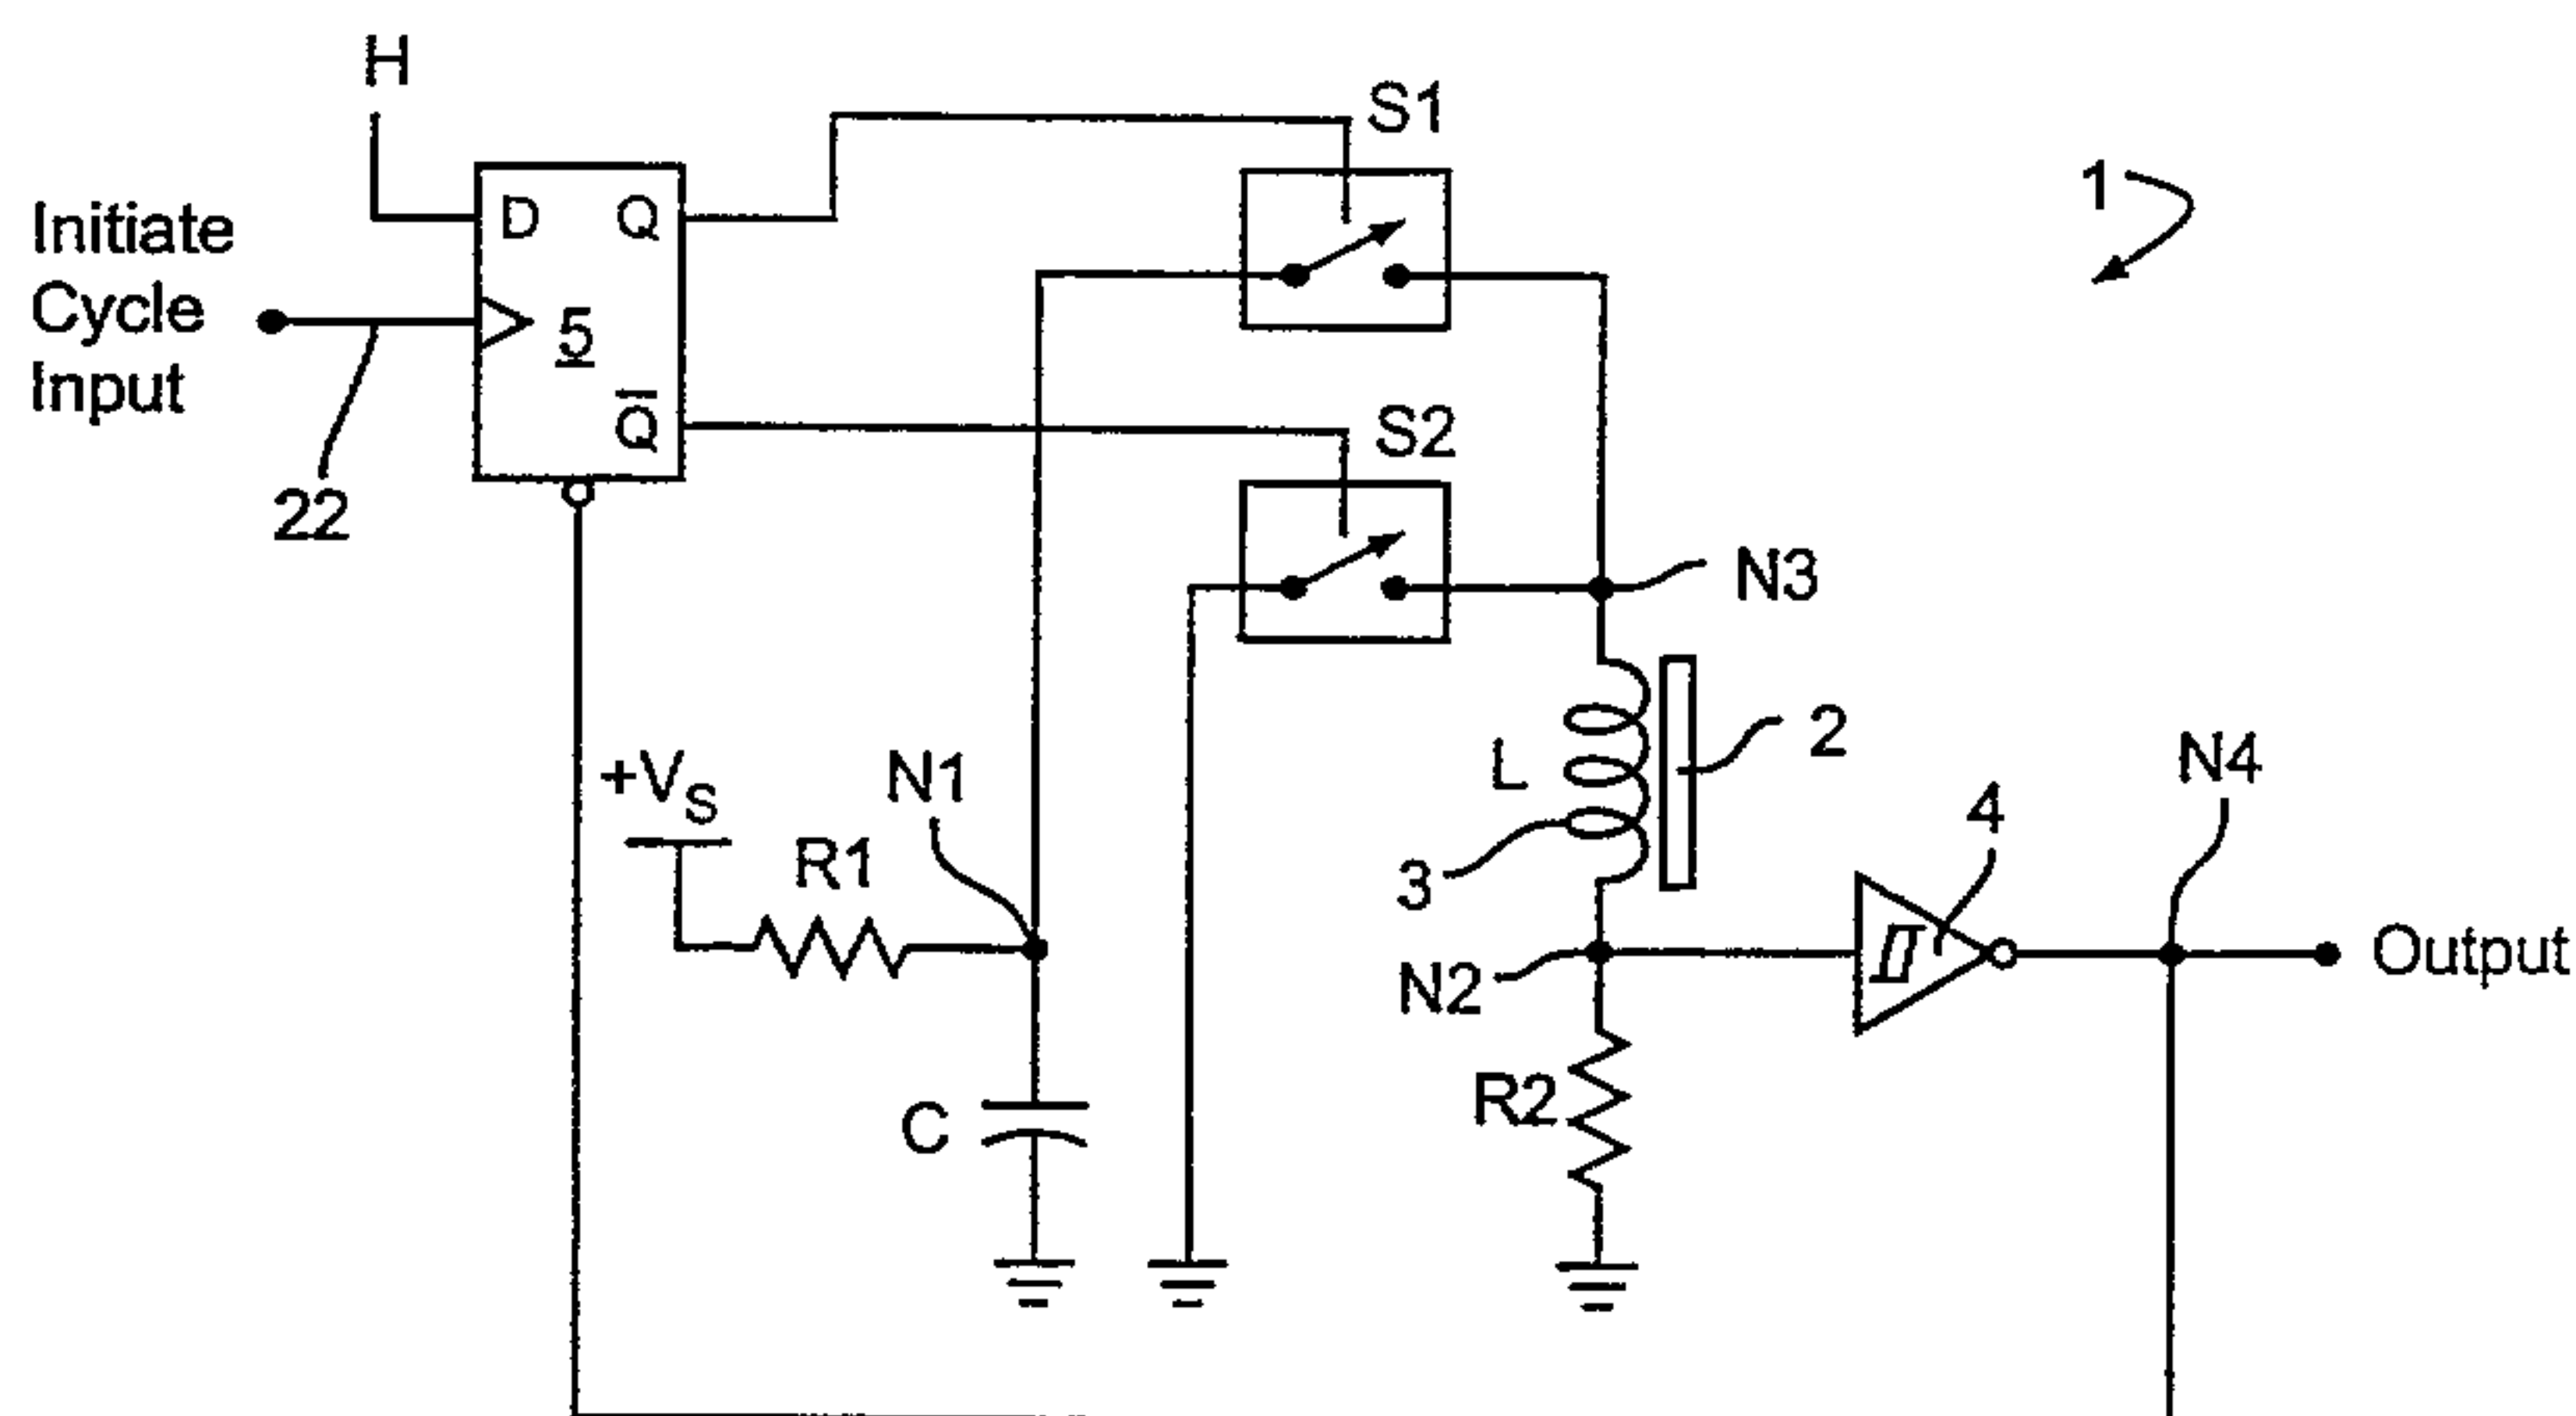 H
S1
1
Initiate
Cycle
Input
D
Q
5
Q̅
22
S2
N3
+VS
N1
R1
L
2
3
4
N4
Output
N2
C
R2